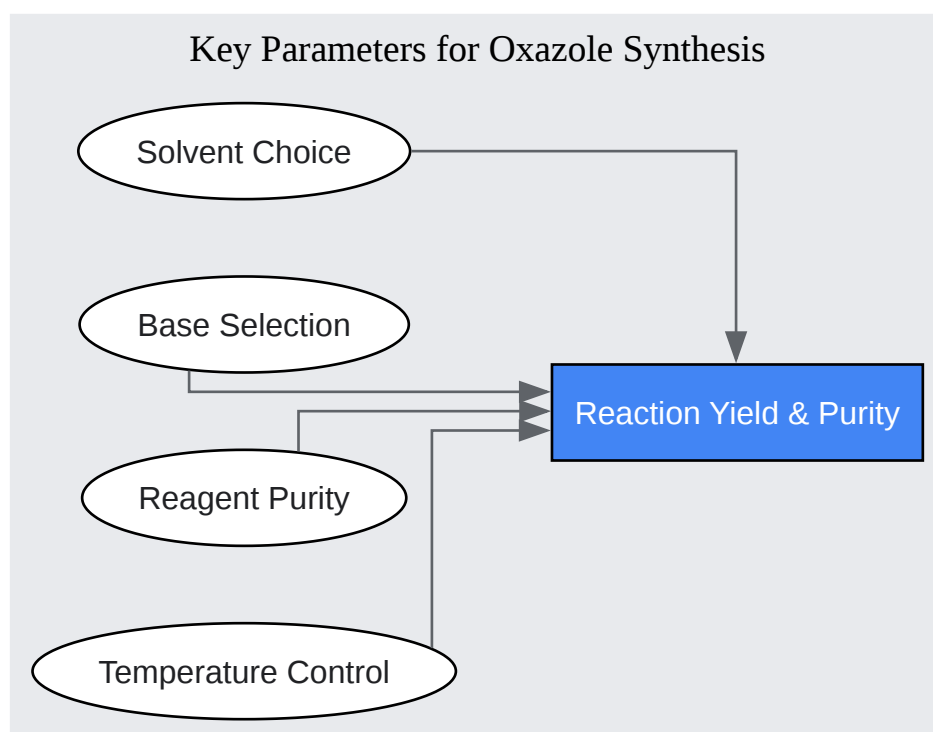 Key Parameters for Oxazole Synthesis
Solvent Choice
Base Selection
Reaction Yield & Purity
Reagent Purity
Temperature Control